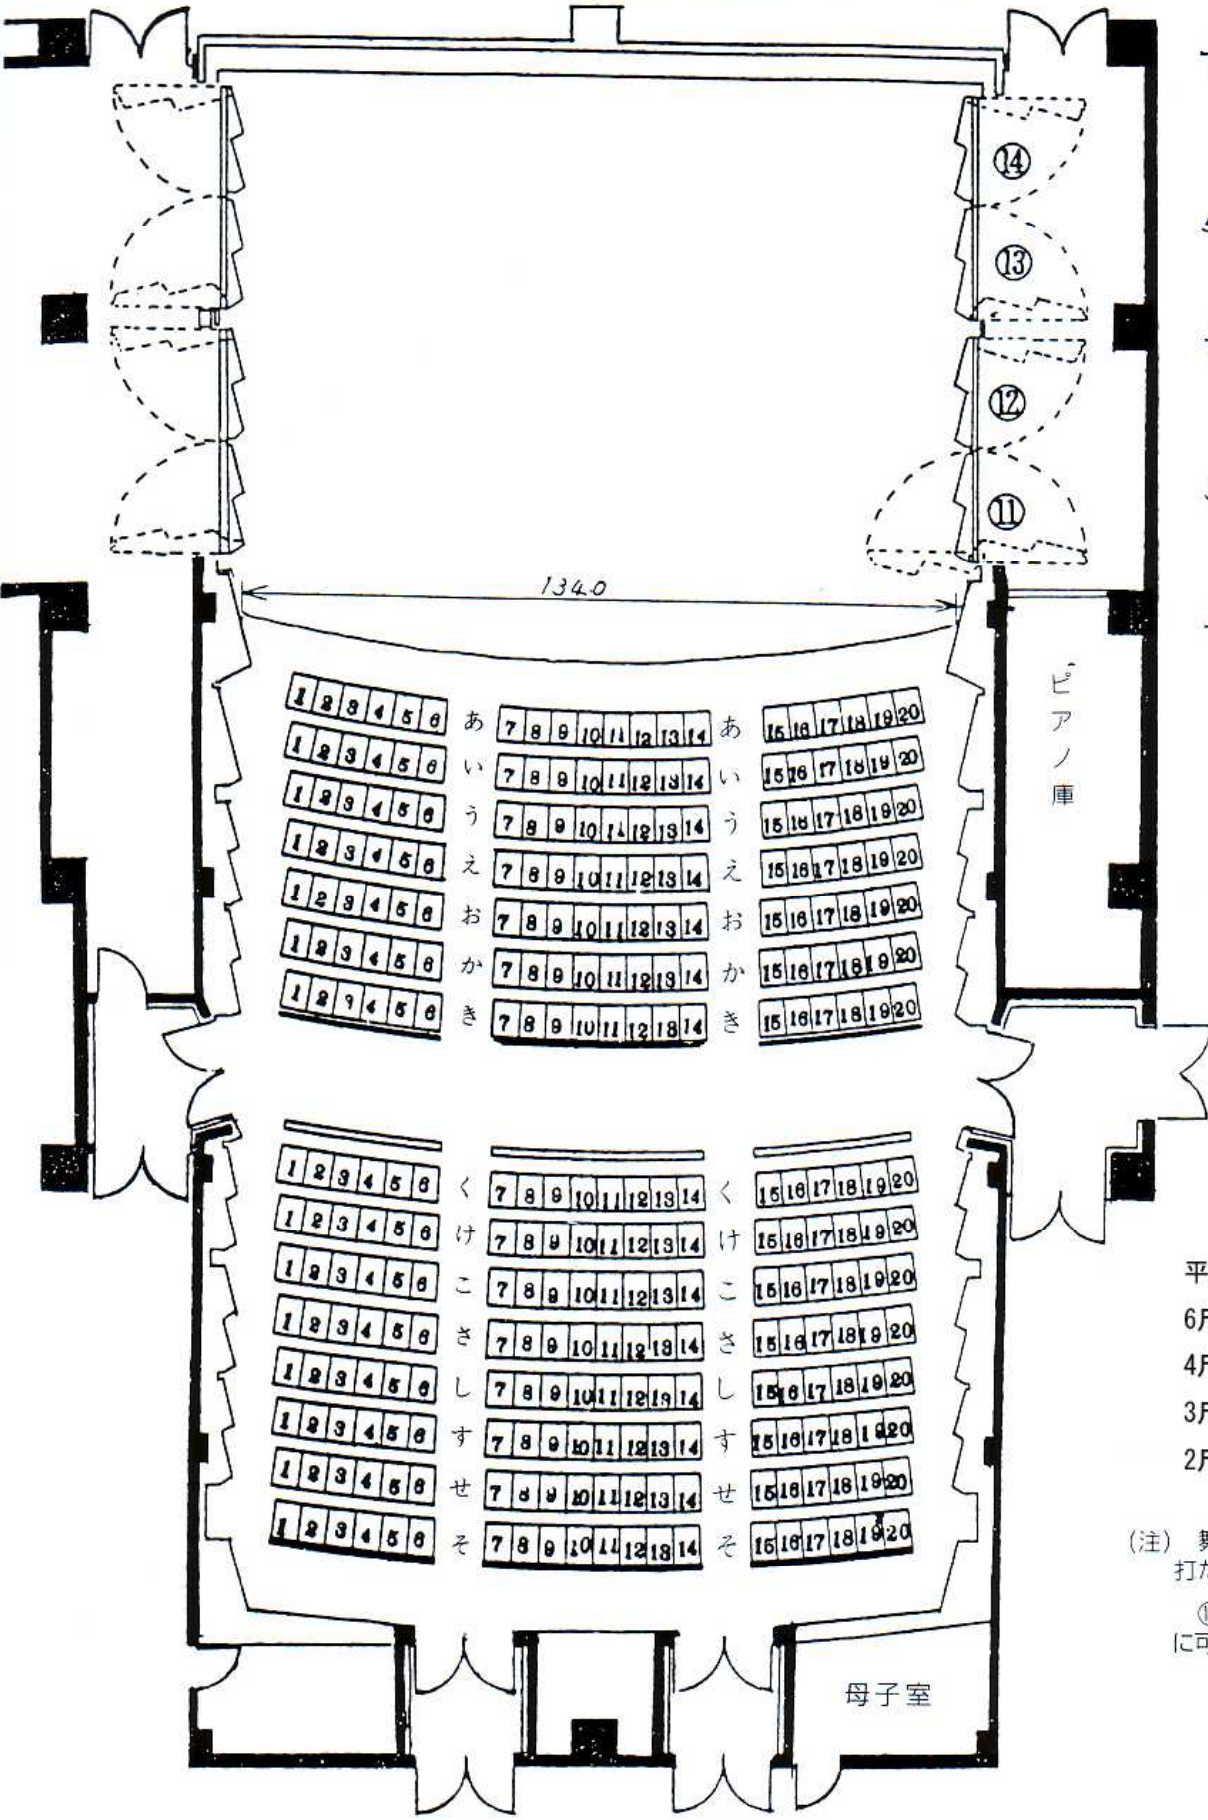 ⑭
⑬
⑫
⑪
1340
ピアノ庫
1 2 3 4 5 6 あ 7 8 9 10 11 12 13 14 あ 15 16 17 18 19 20
1 2 3 4 5 6 い 7 8 9 10 11 12 13 14 い 15 16 17 18 19 20
1 2 3 4 5 6 う 7 8 9 10 11 12 13 14 う 15 16 17 18 19 20
1 2 3 4 5 6 え 7 8 9 10 11 12 13 14 え 15 16 17 18 19 20
1 2 3 4 5 6 お 7 8 9 10 11 12 13 14 お 15 16 17 18 19 20
1 2 3 4 5 6 か 7 8 9 10 11 12 13 14 か 15 16 17 18 19 20
1 2 3 4 5 6 き 7 8 9 10 11 12 13 14 き 15 16 17 18 19 20
1 2 3 4 5 6 く 7 8 9 10 11 12 13 14 く 15 16 17 18 19 20
1 2 3 4 5 6 け 7 8 9 10 11 12 13 14 け 15 16 17 18 19 20
1 2 3 4 5 6 こ 7 8 9 10 11 12 13 14 こ 15 16 17 18 19 20
1 2 3 4 5 6 さ 7 8 9 10 11 12 13 14 さ 15 16 17 18 19 20
1 2 3 4 5 6 し 7 8 9 10 11 12 13 14 し 15 16 17 18 19 20
1 2 3 4 5 6 す 7 8 9 10 11 12 13 14 す 15 16 17 18 19 20
1 2 3 4 5 6 せ 7 8 9 10 11 12 13 14 せ 15 16 17 18 19 20
1 2 3 4 5 6 そ 7 8 9 10 11 12 13 14 そ 15 16 17 18 19 20
平
6尺
4尺
3尺
2尺
(注) 舞
打
に可
母子室